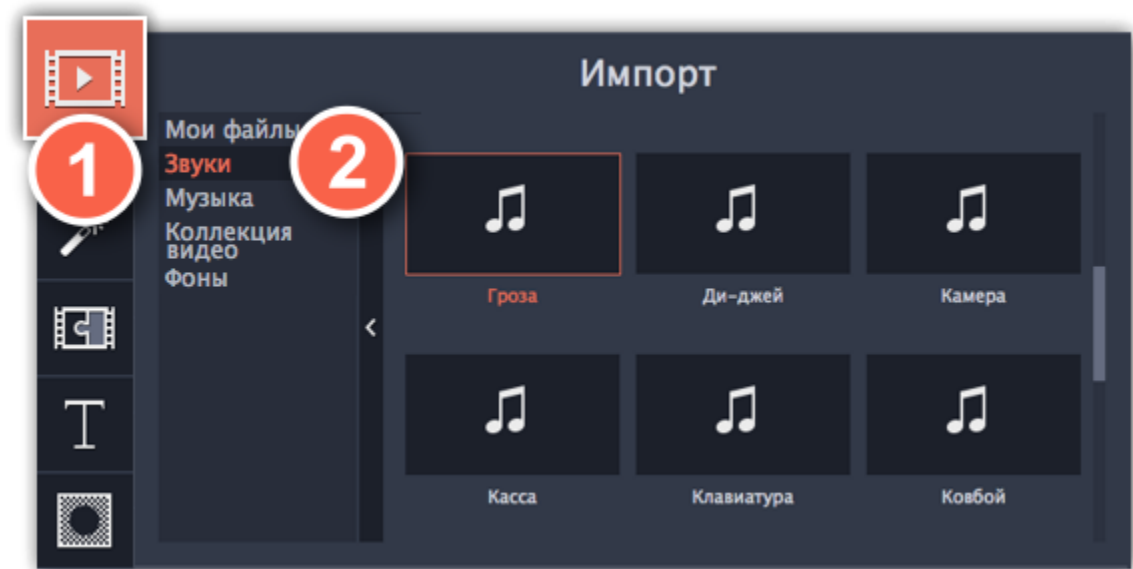 Импорт
1
2
Мои файлы
Звуки
Музыка
Коллекция
видео
Фоны
Гроза
Ди-джей
Камера
Касса
Клавиатура
Ковбой